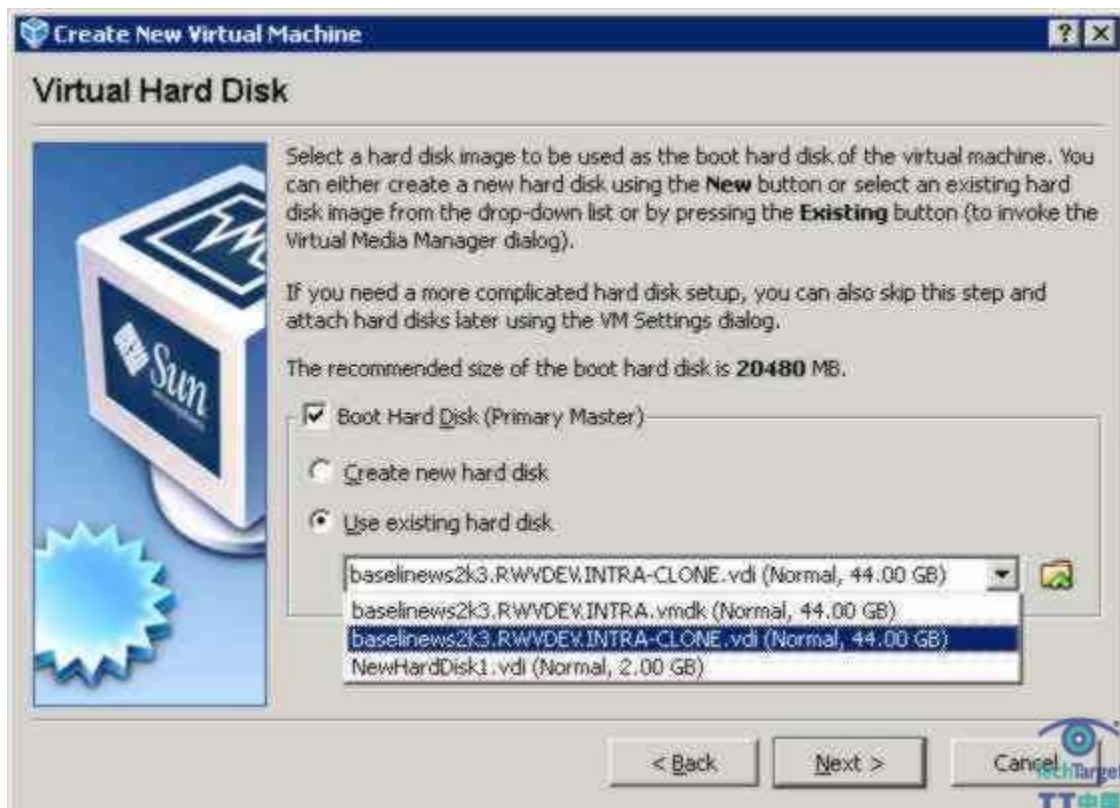 Create New Virtual Machine
Virtual Hard Disk
Select a hard disk image to be used as the boot hard disk of the virtual machine. You
can either create a new hard disk using the New button or select an existing hard
disk image from the drop-down list or by pressing the Existing button (to invoke the
Virtual Media Manager dialog).
If you need a more complicated hard disk setup, you can also skip this step and
attach hard disks later using the VM Settings dialog.
The recommended size of the boot hard disk is 20480 MB.
Sun
Boot Hard Disk (Primary Master)
Create new hard disk
Use existing hard disk
baselinews2k3.RWVDEV.INTRA-CLONE.vdi (Normal, 44.00 GB)
baselinews2k3.RWVDEV.INTRA.vmdk (Normal, 44.00 GB)
baselinews2k3.RWVDEV.INTRA-CLONE.vdi (Normal, 44.00 GB)
NewHardDisk1.vdi (Normal, 2.00 GB)
< Back
Next >
Cancel
TechTarget
TT中国